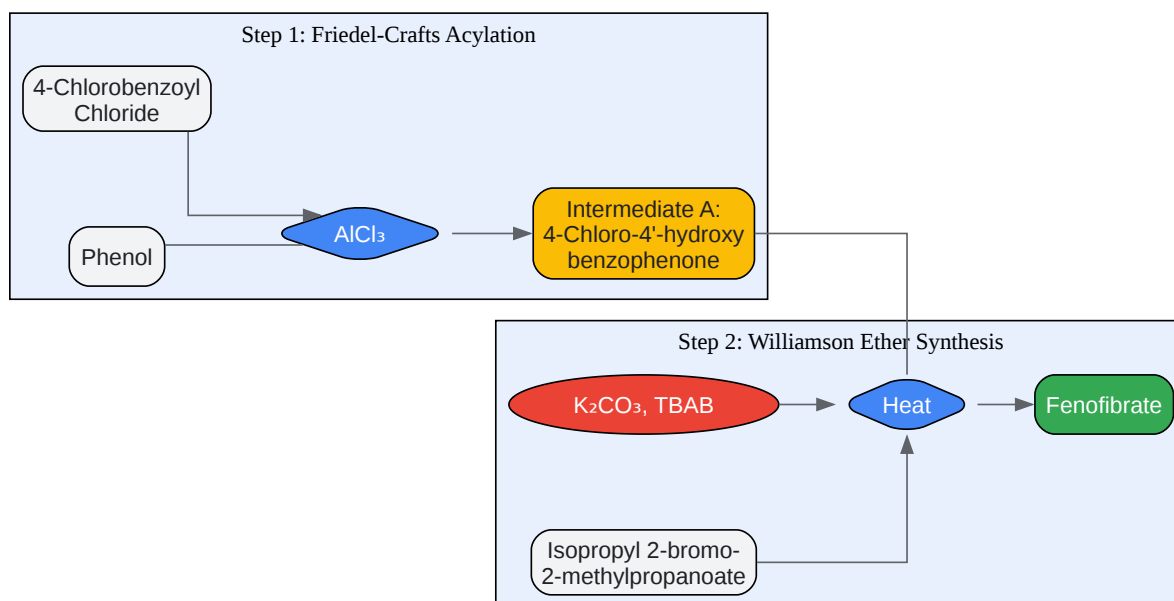 Step 1: Friedel-Crafts Acylation
4-Chlorobenzoyl
Chloride
Phenol
AlCl₃
Intermediate A:
4-Chloro-4'-hydroxy
benzophenone
Step 2: Williamson Ether Synthesis
K₂CO₃, TBAB
Heat
Fenofibrate
Isopropyl 2-bromo-
2-methylpropanoate